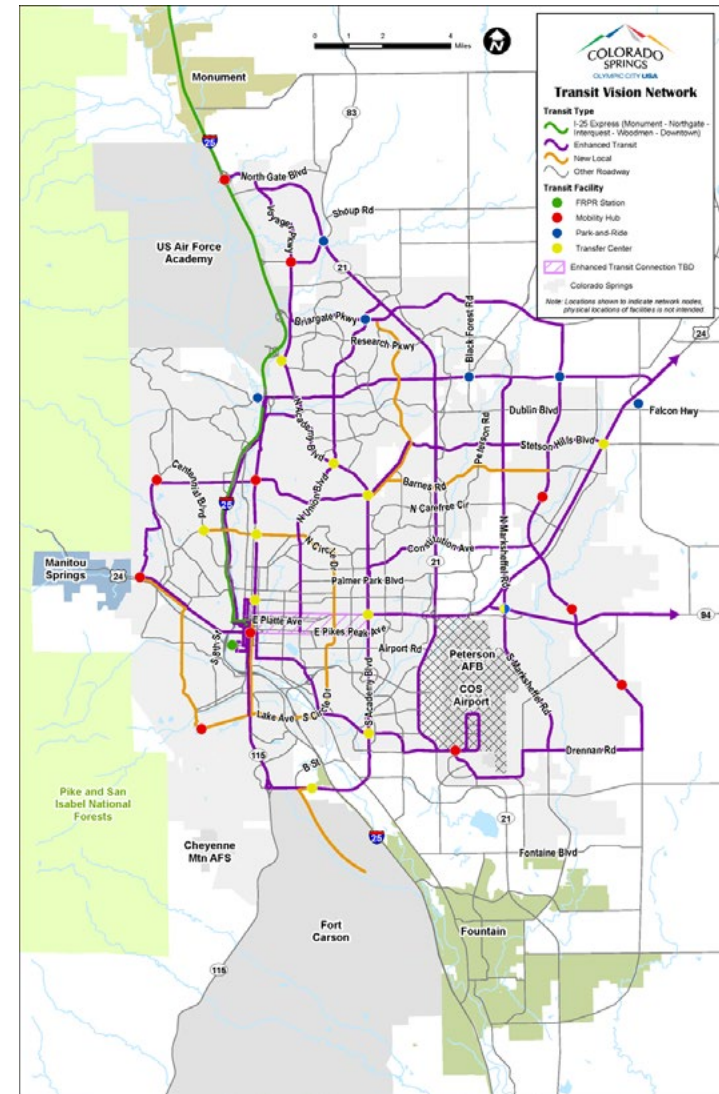 0 2 4
Miles
N
COLORADO
SPRINGS
OLYMPIC CITY USA
Transit Vision Network
Transit Type
I-25 Express (Monument - Northgate -
Interquest - Woodmen - Downtown)
Enhanced Transit
New Local
Other Roadway
Transit Facility
FRPR Station
Mobility Hub
Park-and-Ride
Transfer Center
Enhanced Transit Connection TBD
Colorado Springs
Note: Locations shown to indicate network nodes,
physical locations of facilities is not intended.
Monument
83
25
North Gate Blvd
Voyager Pkwy
Shoup Rd
US Air Force
Academy
21
24
Briargate Pkwy
Research Pkwy
Black Forest Rd
Dublin Blvd
Falcon Hwy
N Academy Blvd
Stetson Hills Blvd
Peterson Rd
Centennial Blvd
25
N Union Blvd
Barnes Rd
N Carefree Cir
N Circle Dr
Constitution Ave
N Marksheffel Rd
21
Manitou
Springs
24
Palmer Park Blvd
94
E Platte Ave
E Pikes Peak Ave
S 8th St
Airport Rd
Peterson
AFB
COS
Airport
S Academy Blvd
S Marksheffel Rd
Lake Ave
S Circle Dr
115
B St
Drennan Rd
Pike and San
Isabel National
Forests
21
25
Cheyenne
Mtn AFS
Fontaine Blvd
Fort
Carson
Fountain
115